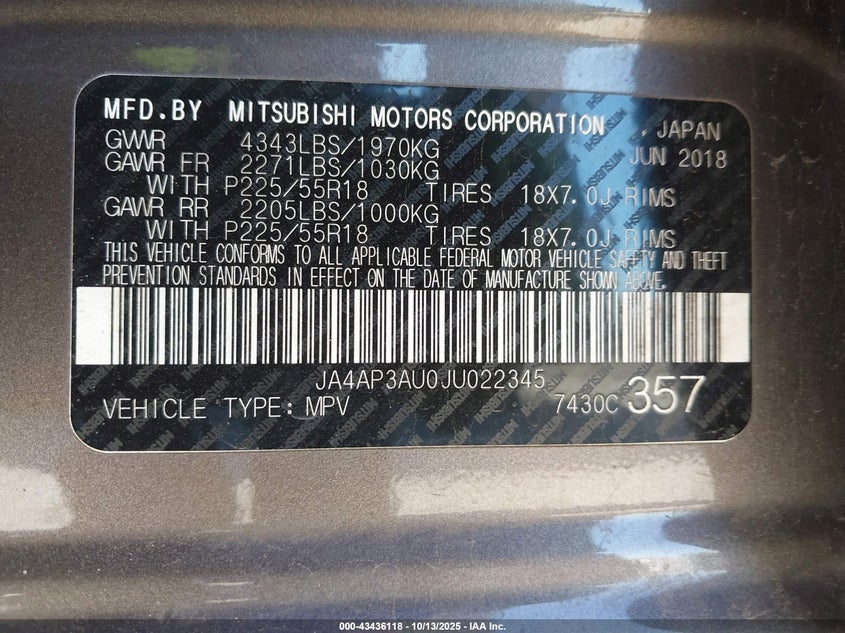 MFD.BY MITSUBISHI MOTORS CORPORATION , JAPAN
GVWR 4343LBS/1970KG JUN 2018
GAWR FR 2271LBS/1030KG
WITH P225/55R18 TIRES 18X7.0J RIMS
GAWR RR 2205LBS/1000KG
WITH P225/55R18 TIRES 18X7.0J RIMS
THIS VEHICLE CONFORMS TO ALL APPLICABLE FEDERAL MOTOR VEHICLE SAFETY AND THEFT
PREVENTION STANDARDS IN EFFECT ON THE DATE OF MANUFACTURE SHOWN ABOVE.
JA4AP3AU0JU022345
VEHICLE TYPE: MPV 7430C 357
000-43436118 - 10/13/2025 - IAA Inc.